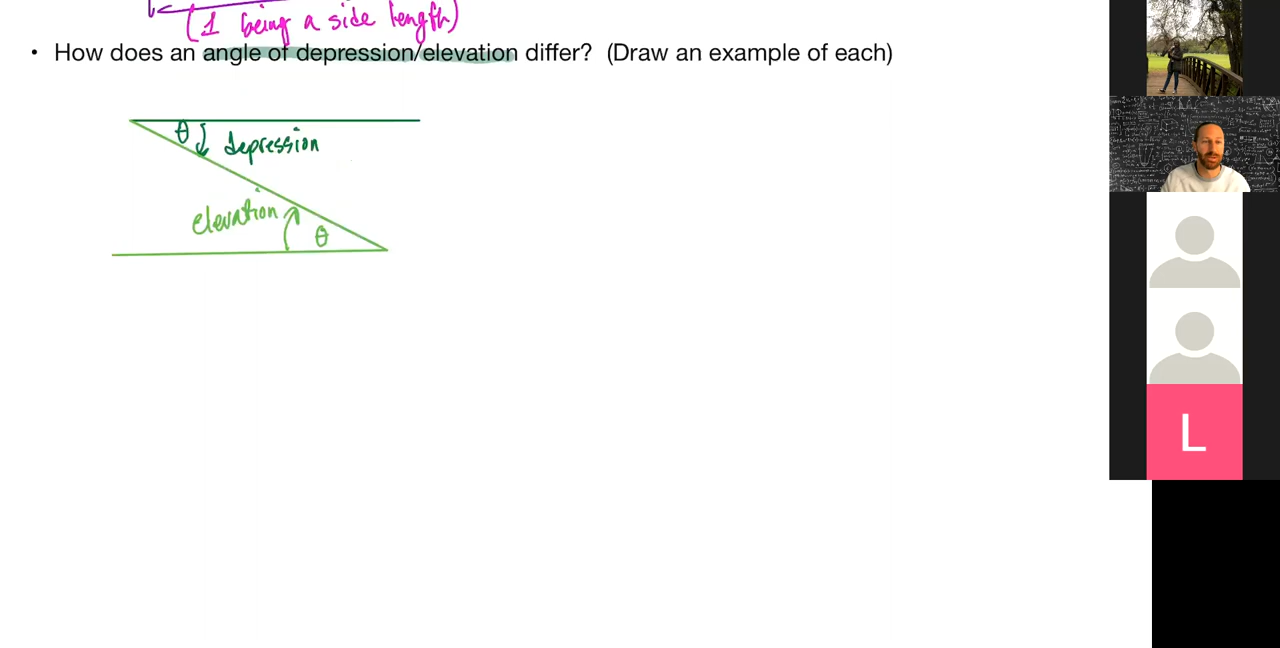 (1 being a side length)
• How does an angle of depression/elevation differ? (Draw an example of each)
θ depression
elevation θ
L